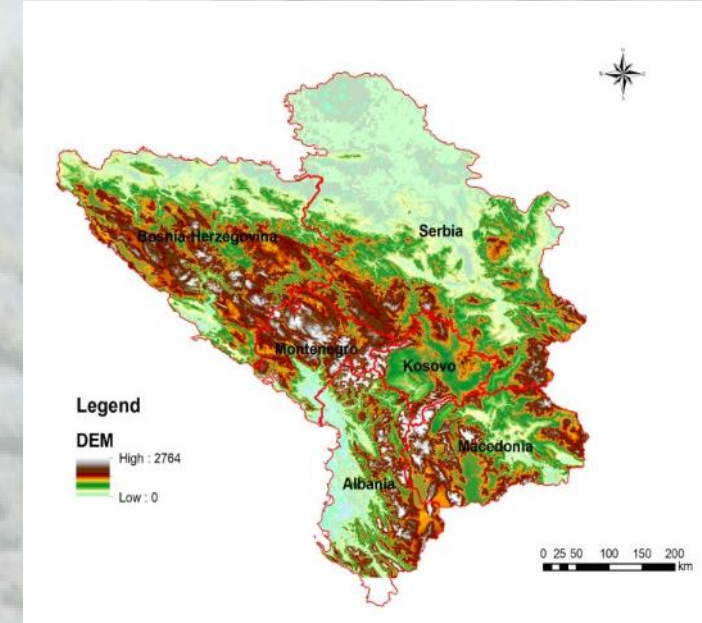 Serbia
Bosnia-Herzegovina
Montenegro
Kosovo
Macedonia
Albania
Legend
DEM
High : 2764
Low : 0
0 25 50 100 150 200
km